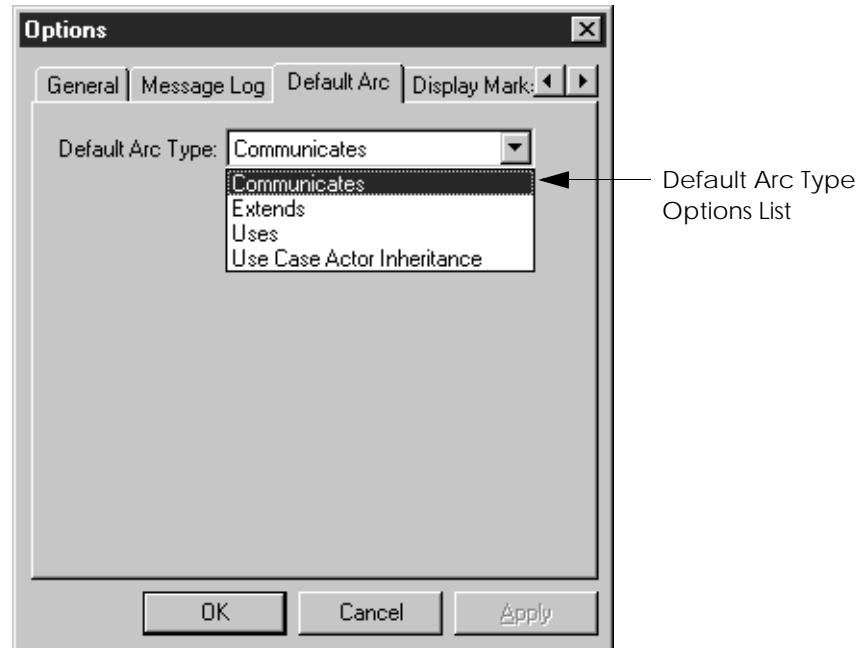 Options
General
Message Log
Default Arc
Display Mark:
Default Arc Type: Communicates
Communicates
Extends
Uses
Use Case Actor Inheritance
Default Arc Type
Options List
OK
Cancel
Apply